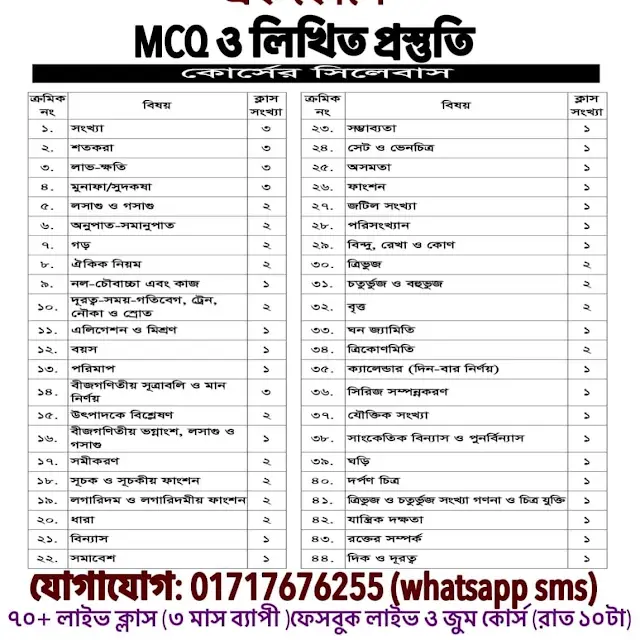 MCQ ও লিখিত প্রস্তুতি
কোর্সের সিলেবাস
ক্রমিক নং বিষয় ক্লাস সংখ্যা
১. সংখ্যা ৩
২. শতকরা ৩
৩. লাভ-ক্ষতি ৩
৪. মুনাফা/সুদকষা ৩
৫. লসাগু ও গসাগু ২
৬. অনুপাত-সমানুপাত ২
৭. গড় ২
৮. ঐকিক নিয়ম ২
৯. নল-চৌবাচ্চা এবং কাজ ১
১০. দূরত্ব-সময়-গতিবেগ, ট্রেন, নৌকা ও স্রোত ২
১১. এলিগেশন ও মিশ্রণ ১
১২. বয়স ১
১৩. পরিমাপ ১
১৪. বীজগণিতীয় সূত্রাবলি ও মান নির্ণয় ৩
১৫. উৎপাদকে বিশ্লেষণ ২
১৬. বীজগণিতীয় ভগ্নাংশ, লসাগু ও গসাগু ১
১৭. সমীকরণ ২
১৮. সূচক ও সূচকীয় ফাংশন ২
১৯. লগারিদম ও লগারিদমীয় ফাংশন ২
২০. ধারা ২
২১. বিন্যাস ১
২২. সমাবেশ ১
ক্রমিক নং বিষয় ক্লাস সংখ্যা
২৩. সম্ভাব্যতা ১
২৪. সেট ও ভেনচিত্র ১
২৫. অসমতা ১
২৬. ফাংশন ১
২৭. জটিল সংখ্যা ১
২৮. পরিসংখ্যান ১
২৯. বিন্দু, রেখা ও কোণ ১
৩০. ত্রিভুজ ২
৩১. চতুর্ভুজ ও বহুভুজ ২
৩২. বৃত্ত ২
৩৩. ঘন জ্যামিতি ১
৩৪. ত্রিকোণমিতি ২
৩৫. ক্যালেন্ডার (দিন-বার নির্ণয়) ১
৩৬. সিরিজ সম্পন্নকরণ ১
৩৭. যৌক্তিক সংখ্যা ১
৩৮. সাংকেতিক বিন্যাস ও পুনর্বিন্যাস ১
৩৯. ঘড়ি ১
৪০. দর্পণ চিত্র ১
৪১. ত্রিভুজ ও চতুর্ভুজ সংখ্যা গণনা ও চিত্র যুক্তি ১
৪২. যান্ত্রিক দক্ষতা ১
৪৩. রক্তের সম্পর্ক ১
৪৪. দিক ও দূরত্ব ১
যোগাযোগ: 01717676255 (whatsapp sms)
৭০+ লাইভ ক্লাস (৩ মাস ব্যাপী )ফেসবুক লাইভ ও জুম কোর্স (রাত ১০টা)